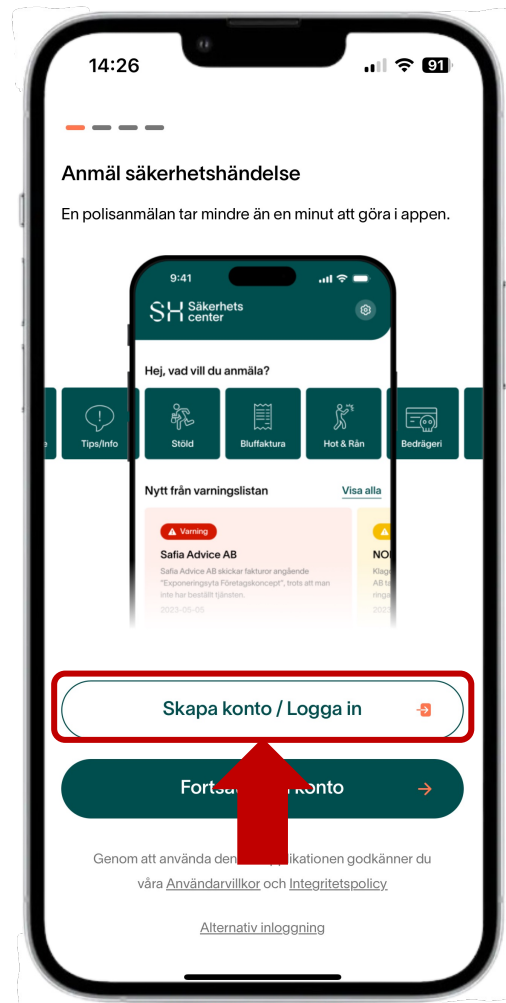 14:26
91
Anmäl säkerhetshändelse
En polisanmälan tar mindre än en minut att göra i appen.
9:41
SH Säkerhets
center
Hej, vad vill du anmäla?
Tips/Info Stöld Bluffaktura Hot & Rån Bedrägeri
Nytt från varningslistan Visa alla
Varning
Safia Advice AB
Safia Advice AB skickar fakturor angående
"Exponeringsyta Företagskoncept", trots att man
inte har beställt tjänsten.
2023-05-05
Skapa konto / Logga in
konto
Genom att använda applikationen godkänner du
våra Användarvillkor och Integritetspolicy
Alternativ inloggning